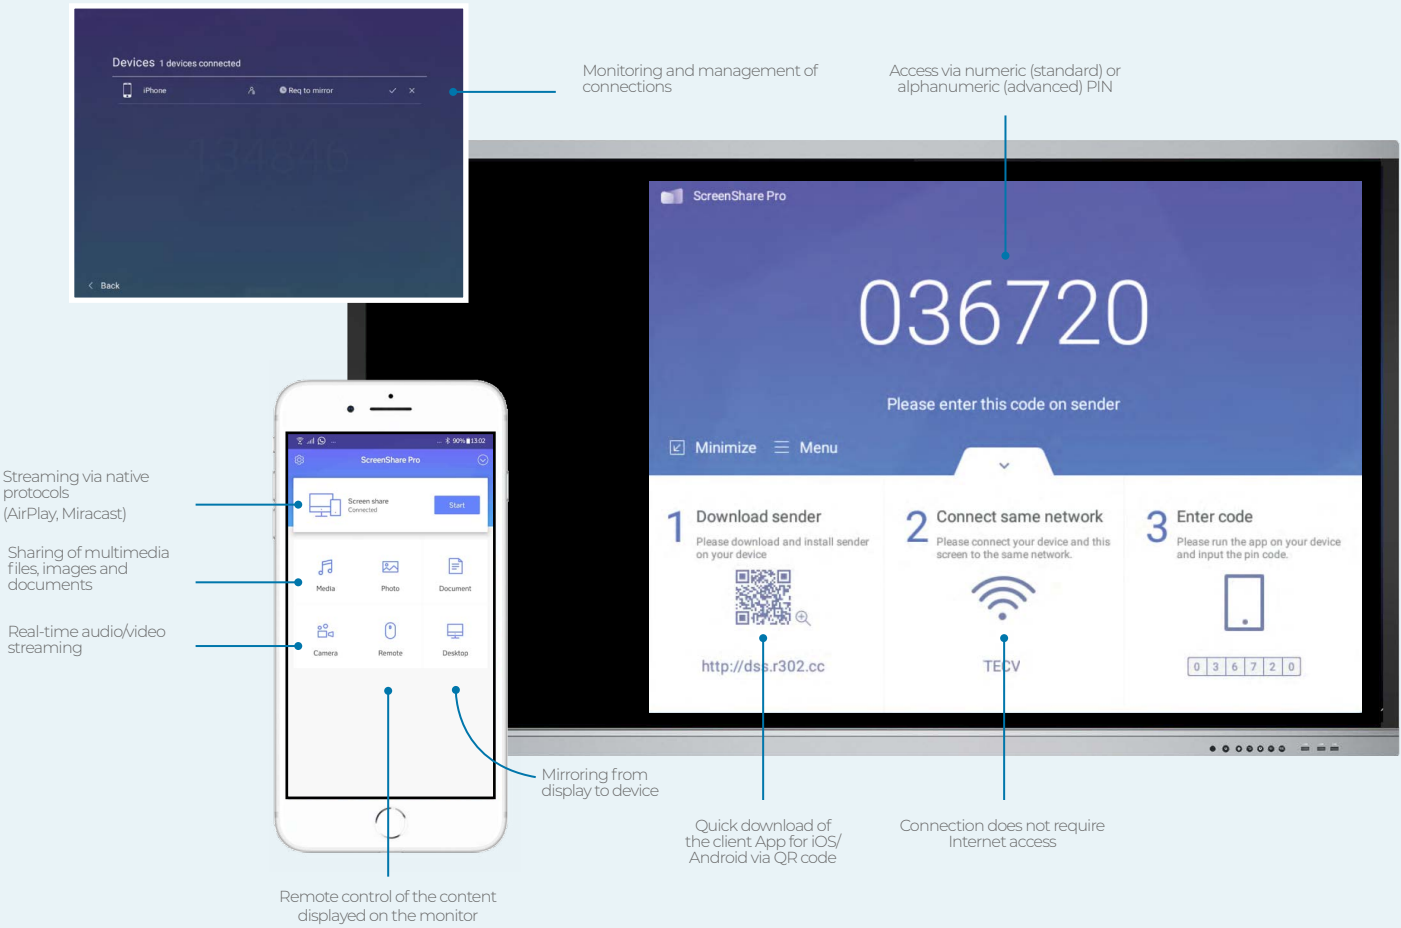 Devices 1 devices connected
iPhone
Req to mirror
134846
Back
Monitoring and management of
connections
Access via numeric (standard) or
alphanumeric (advanced) PIN
ScreenShare Pro
036720
Please enter this code on sender
Minimize
Menu
1 Download sender
Please download and install sender
on your device
http://dss.r302.cc
2 Connect same network
Please connect your device and this
screen to the same network.
TECV
3 Enter code
Please run the app on your device
and input the pin code.
0 3 6 7 2 0
... 90% 13:02
ScreenShare Pro
Screen share
Connected
Start
Media
Photo
Document
Camera
Remote
Desktop
Streaming via native
protocols
(AirPlay, Miracast)
Sharing of multimedia
files, images and
documents
Real-time audio/video
streaming
Mirroring from
display to device
Remote control of the content
displayed on the monitor
Quick download of
the client App for iOS/
Android via QR code
Connection does not require
Internet access